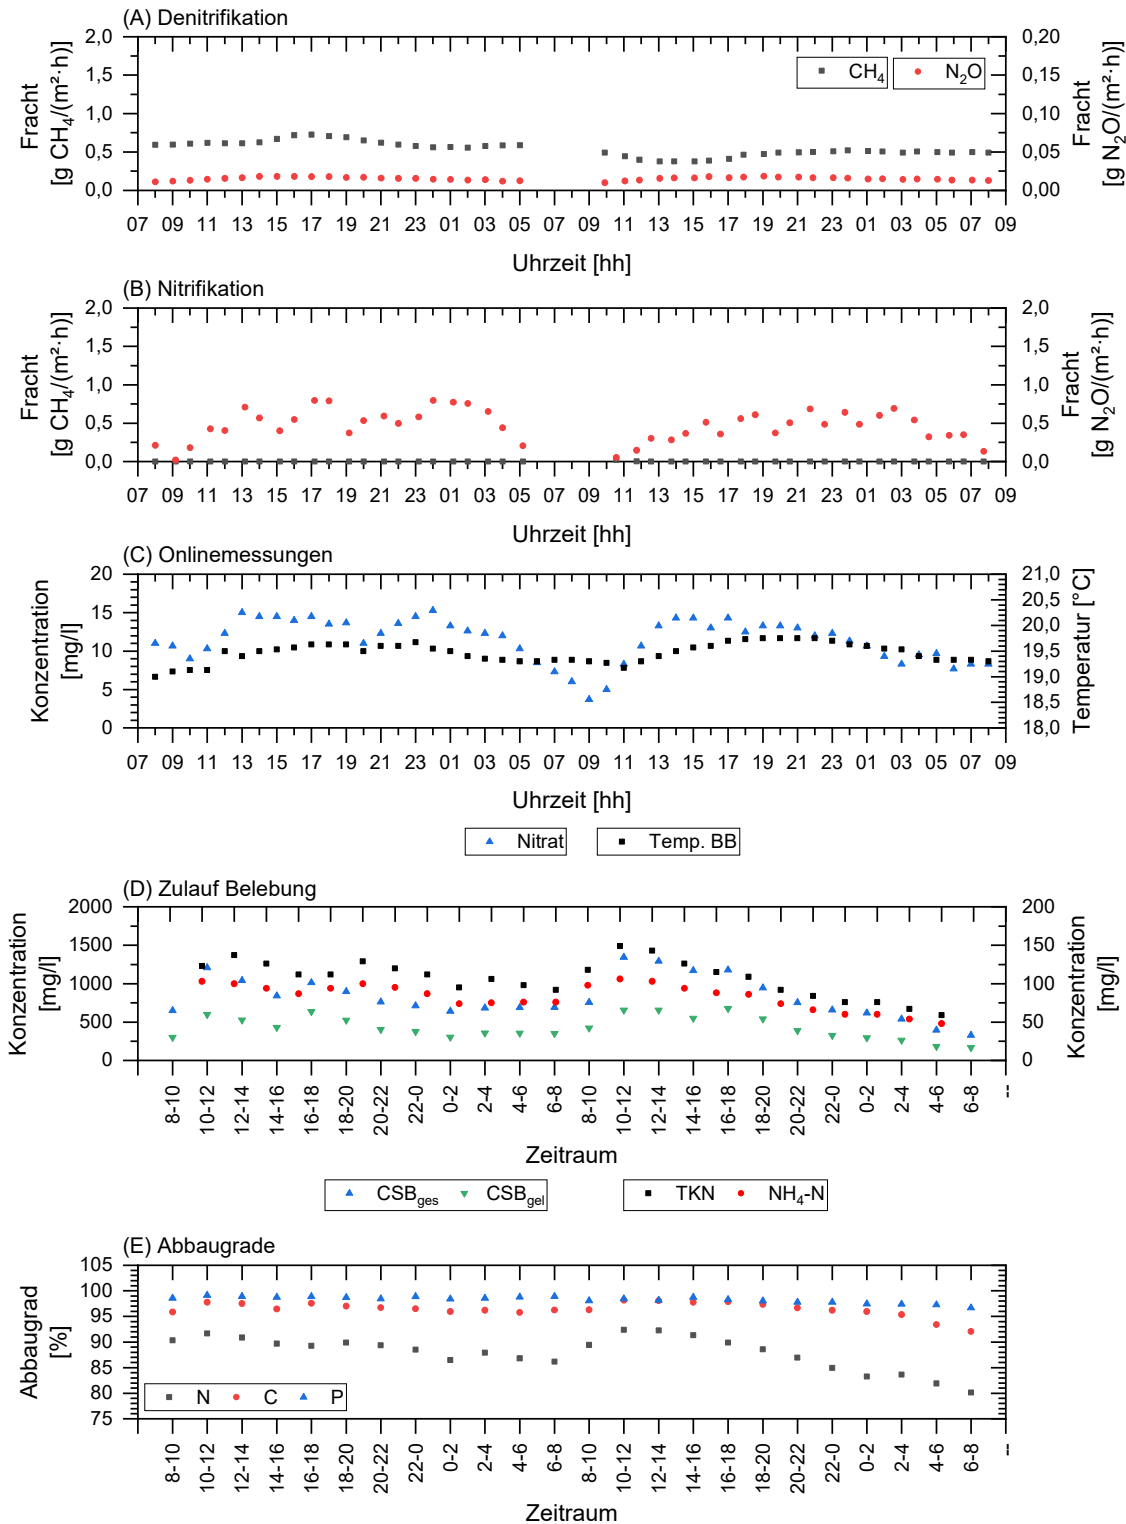 (A) Denitrifikation
2,0
1,5
1,0
0,5
0,0
Fracht
[g CH₄/(m²·h)]
CH₄
N₂O
0,20
0,15
0,10
0,05
0,00
Fracht
[g N₂O/(m²·h)]
07 09 11 13 15 17 19 21 23 01 03 05 07 09 11 13 15 17 19 21 23 01 03 05 07 09
Uhrzeit [hh]
(B) Nitrifikation
2,0
1,5
1,0
0,5
0,0
Fracht
[g CH₄/(m²·h)]
2,0
1,5
1,0
0,5
0,0
Fracht
[g N₂O/(m²·h)]
07 09 11 13 15 17 19 21 23 01 03 05 07 09 11 13 15 17 19 21 23 01 03 05 07 09
Uhrzeit [hh]
(C) Onlinemessungen
20
15
10
5
0
Konzentration
[mg/l]
21,0
20,5
20,0
19,5
19,0
18,5
18,0
Temperatur [°C]
07 09 11 13 15 17 19 21 23 01 03 05 07 09 11 13 15 17 19 21 23 01 03 05 07 09
Uhrzeit [hh]
Nitrat
Temp. BB
(D) Zulauf Belebung
2000
1500
1000
500
0
Konzentration
[mg/l]
200
150
100
50
0
Konzentration
[mg/l]
8-10 10-12 12-14 14-16 16-18 18-20 20-22 22-0 0-2 2-4 4-6 6-8 8-10 10-12 12-14 14-16 16-18 18-20 20-22 22-0 0-2 2-4 4-6 6-8 --
Zeitraum
CSBges CSBgel
TKN NH₄-N
(E) Abbaugrade
105
100
95
90
85
80
75
Abbaugrad
[%]
N C P
8-10 10-12 12-14 14-16 16-18 18-20 20-22 22-0 0-2 2-4 4-6 6-8 8-10 10-12 12-14 14-16 16-18 18-20 20-22 22-0 0-2 2-4 4-6 6-8 --
Zeitraum